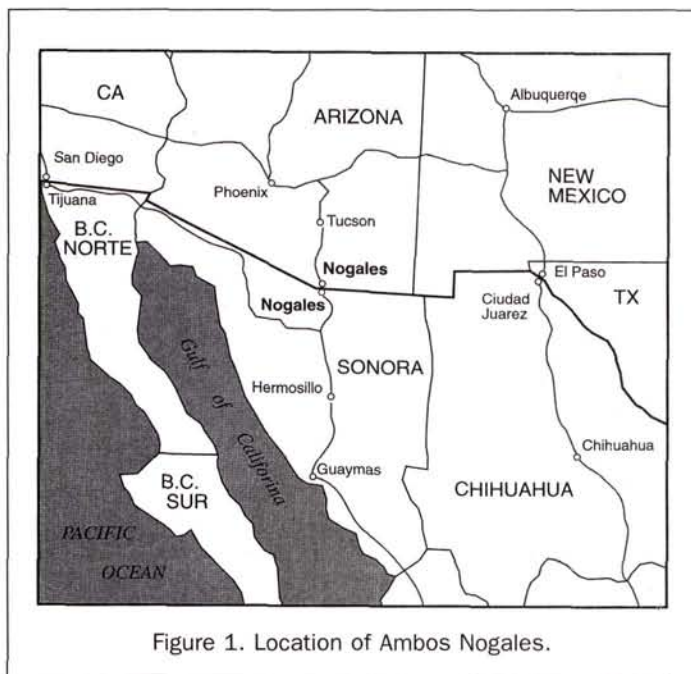 CA
ARIZONA
Albuquerqe
San Diego
Phoenix
NEW
MEXICO
Tijuana
Tucson
B.C.
NORTE
Nogales
El Paso
Nogales
Ciudad
Juarez
TX
Gulf
of
California
SONORA
Hermosillo
Chihuahua
Guaymas
B.C.
SUR
CHIHUAHUA
PACIFIC
OCEAN
Figure 1. Location of Ambos Nogales.